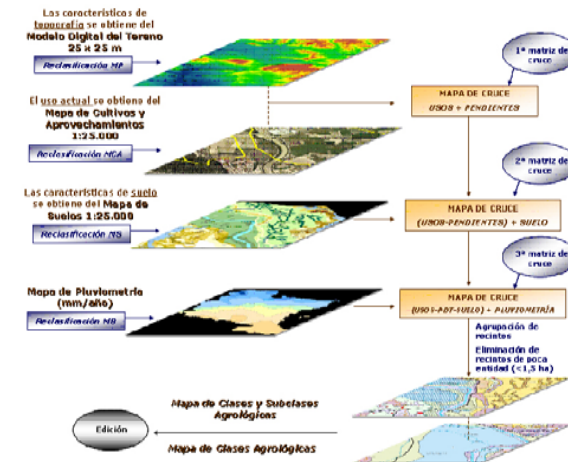 Las características de
topografía se obtiene del
Modelo Digital del Terreno
25 x 25 m
Reclasificación MP
1ª matriz de
cruce
MAPA DE CRUCE
USOS + PENDIENTES
El uso actual se obtiene del
Mapa de Cultivos y
Aprovechamientos
1:25.000
Reclasificación MCA
2ª matriz de
cruce
Las características de suelo
se obtiene del Mapa de
Suelos 1:25.000
Reclasificación MS
MAPA DE CRUCE
(USOS-PENDIENTES) + SUELO
3ª matriz de
cruce
Mapa de Pluviometría
(mm/año)
Reclasificación
MAPA DE CRUCE
(USOS-PDT-SUELO) + PLUVIOMETRÍA
Agrupación de
recintos
Eliminación de
recintos de poca
entidad (<1,5 ha)
Mapa de Clases y Subclases
Agrológicas
Edición
Mapa de Clases Agrológicas